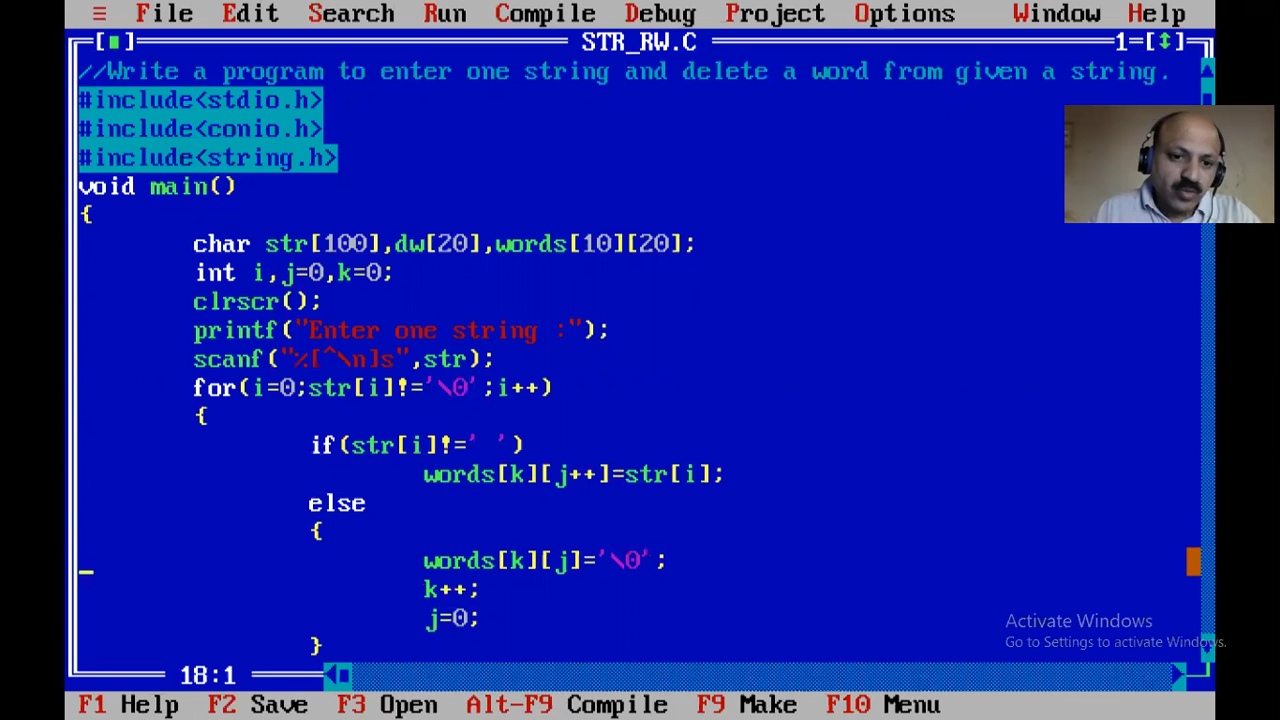 ≡ File Edit Search Run Compile Debug Project Options Window Help
[■] STR_RW.C 1=[↕]
//Write a program to enter one string and delete a word from given a string.
#include<stdio.h>
#include<conio.h>
#include<string.h>
void main()
{
char str[100],dw[20],words[10][20];
int i,j=0,k=0;
clrscr();
printf("Enter one string :");
scanf("%[^\n]s",str);
for(i=0;str[i]!='\0';i++)
{
if(str[i]!=' ')
words[k][j++]=str[i];
else
{
words[k][j]='\0';
k++;
j=0;
}
Activate Windows
Go to Settings to activate Windows.
18:1
F1 Help F2 Save F3 Open Alt-F9 Compile F9 Make F10 Menu